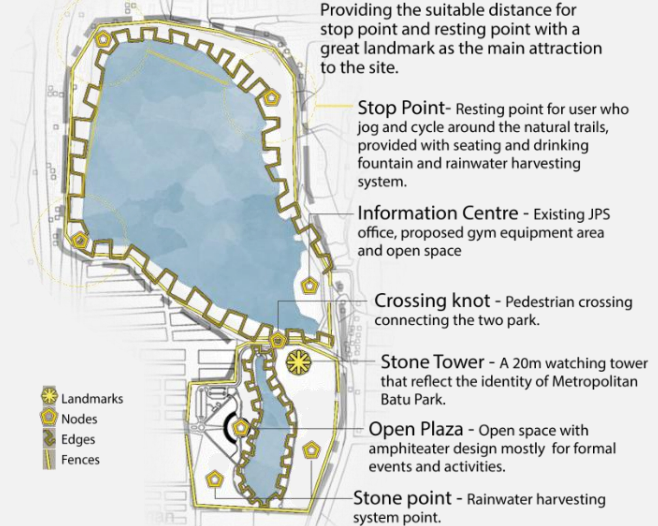 Providing the suitable distance for
stop point and resting point with a
great landmark as the main attraction
to the site.
Stop Point- Resting point for user who
jog and cycle around the natural trails,
provided with seating and drinking
fountain and rainwater harvesting
system.
Information Centre - Existing JPS
office, proposed gym equipment area
and open space
Crossing knot - Pedestrian crossing
connecting the two park.
Stone Tower - A 20m watching tower
that reflect the identity of Metropolitan
Batu Park.
Open Plaza - Open space with
amphiteater design mostly for formal
events and activities.
Stone point - Rainwater harvesting
system point.
Landmarks
Nodes
Edges
Fences